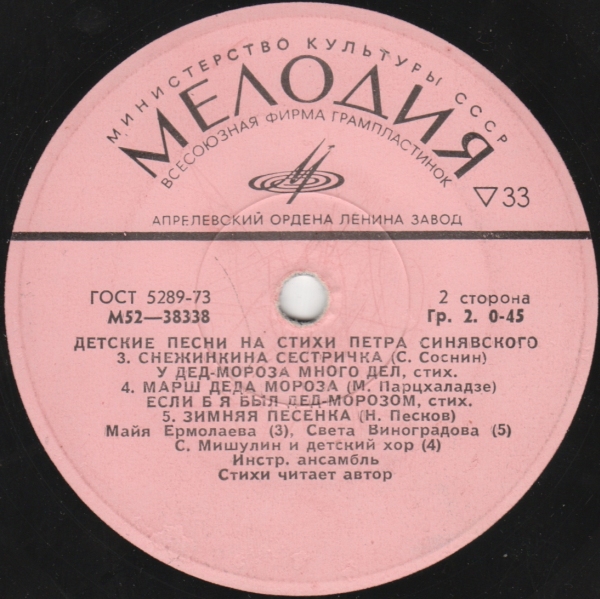 МИНИСТЕРСТВО КУЛЬТУРЫ СССР
МЕЛОДИЯ
ВСЕСОЮЗНАЯ ФИРМА ГРАМПЛАСТИНОК
▽33
АПРЕЛЕВСКИЙ ОРДЕНА ЛЕНИНА ЗАВОД
ГОСТ 5289-73
2 сторона
М52—38338
Гр. 2. 0-45
ДЕТСКИЕ ПЕСНИ НА СТИХИ ПЕТРА СИНЯВСКОГО
3. СНЕЖИНКИНА СЕСТРИЧКА (С. Соснин)
У ДЕД-МОРОЗА МНОГО ДЕЛ, стих.
4. МАРШ ДЕДА МОРОЗА (М. Парцхаладзе)
ЕСЛИ Б Я БЫЛ ДЕД-МОРОЗОМ, стих.
5. ЗИМНЯЯ ПЕСЕНКА (Н. Песков)
Майя Ермолаева (3), Света Виноградова (5)
С. Мишулин и детский хор (4)
Инстр. ансамбль
Стихи читает автор